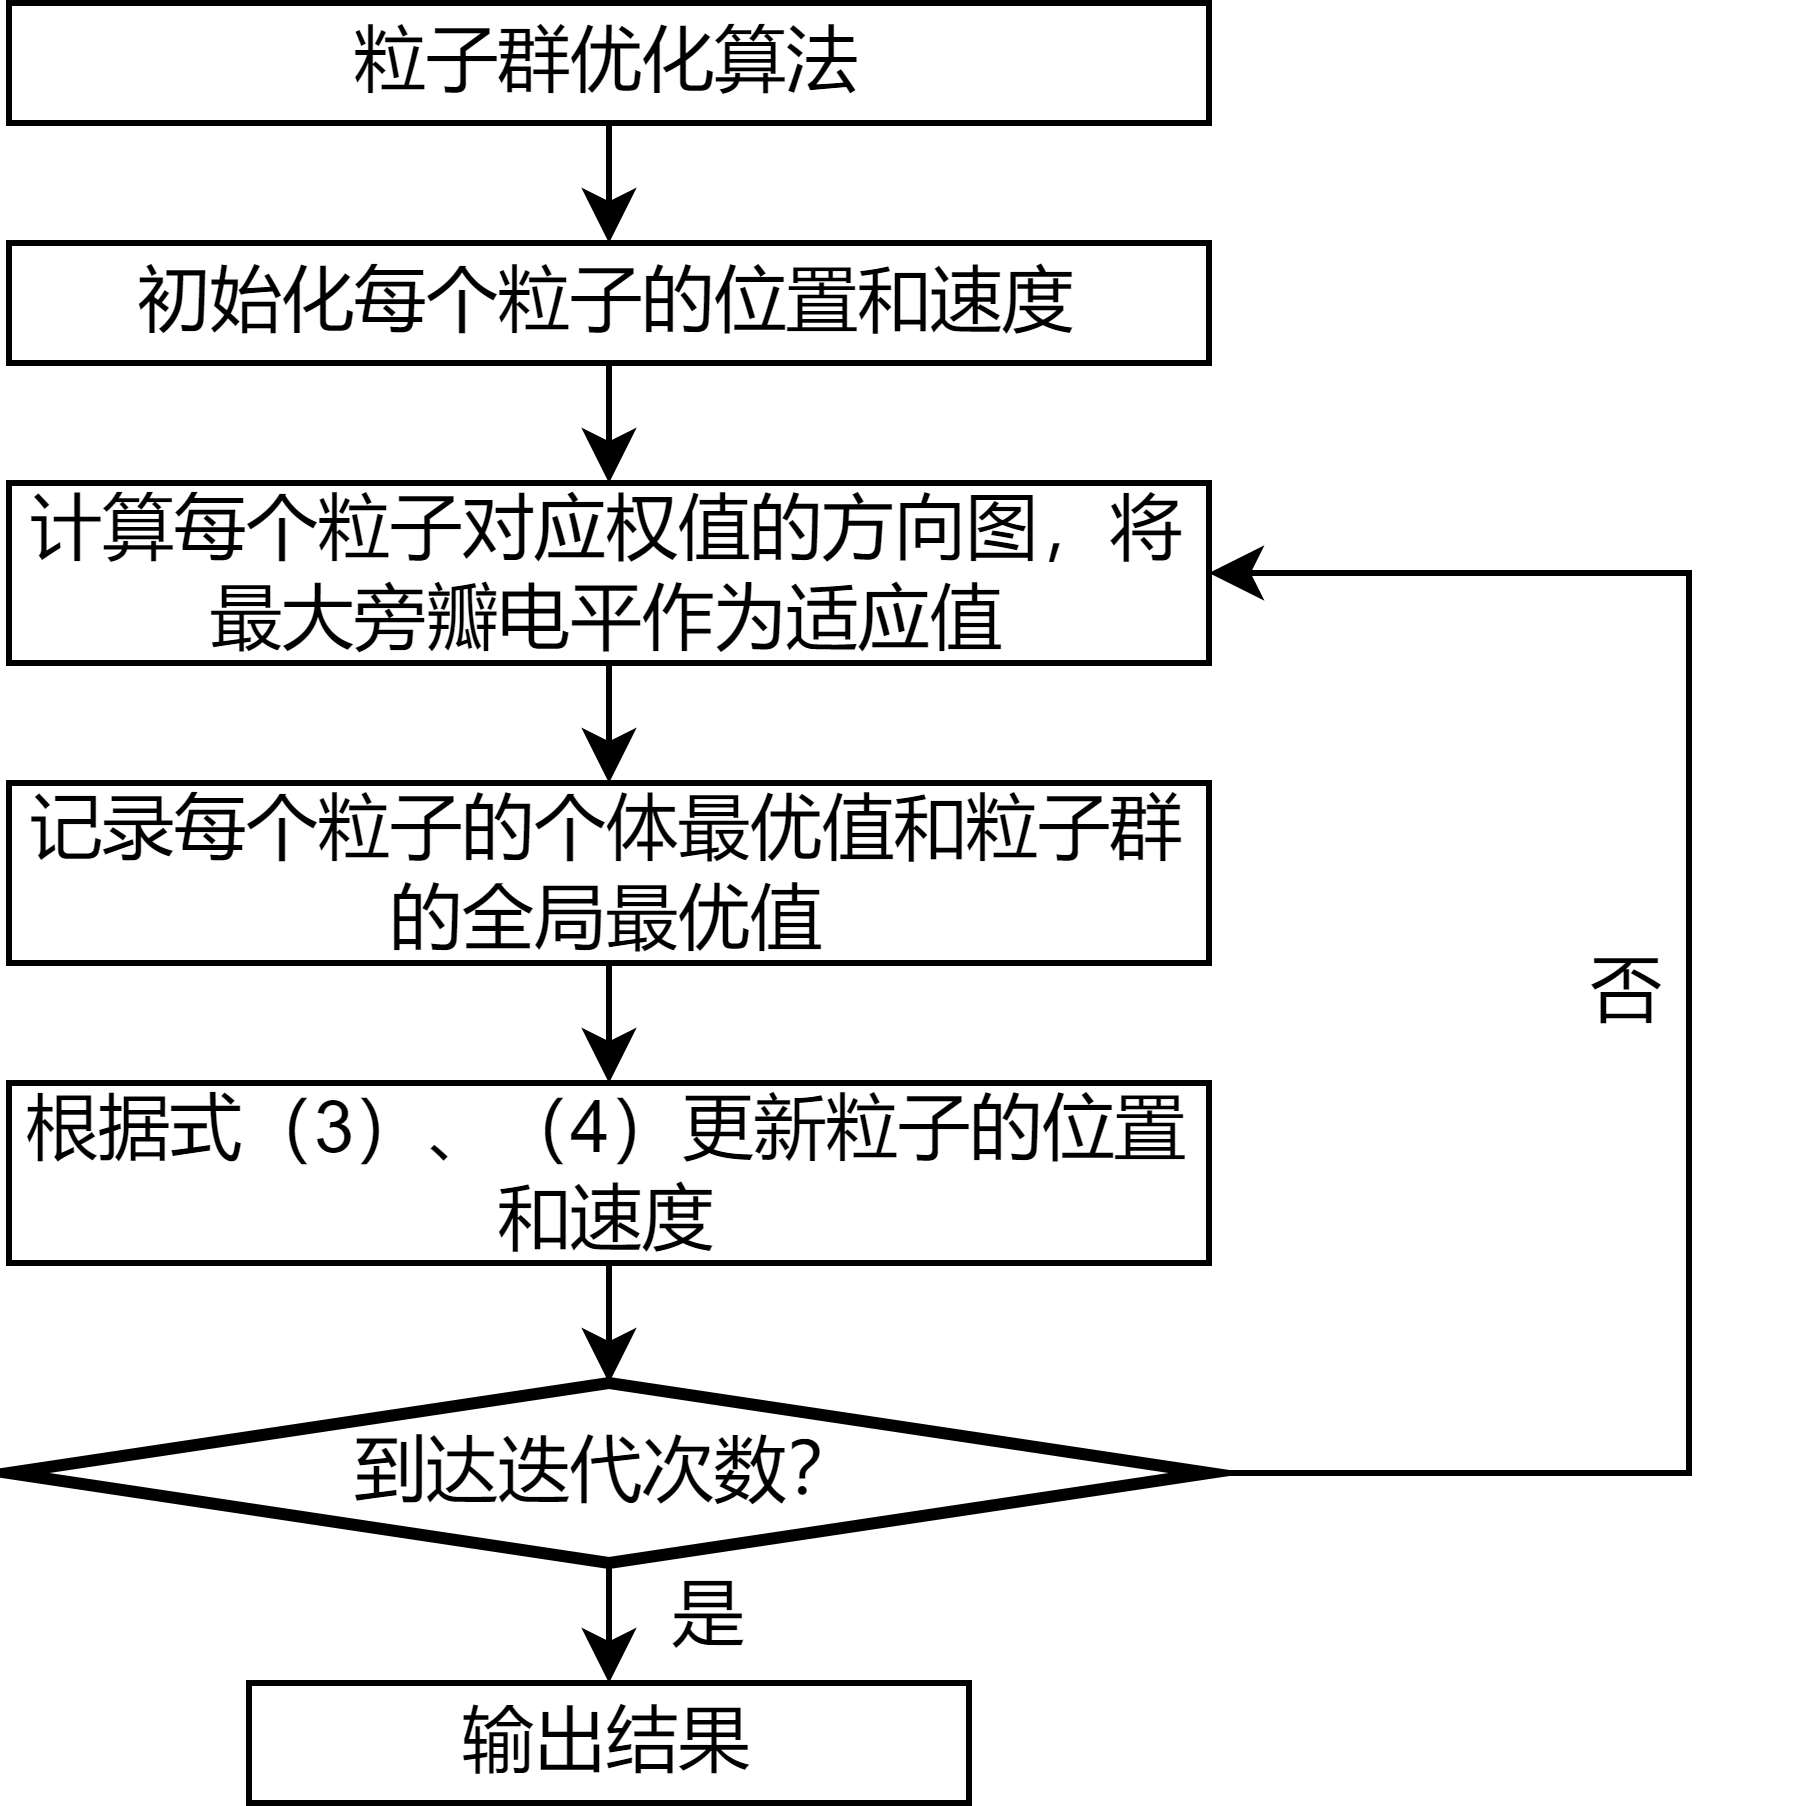 粒子群优化算法
初始化每个粒子的位置和速度
计算每个粒子对应权值的方向图，将
最大旁瓣电平作为适应值
记录每个粒子的个体最优值和粒子群
的全局最优值
根据式（3）、（4）更新粒子的位置
和速度
到达迭代次数?
否
是
输出结果